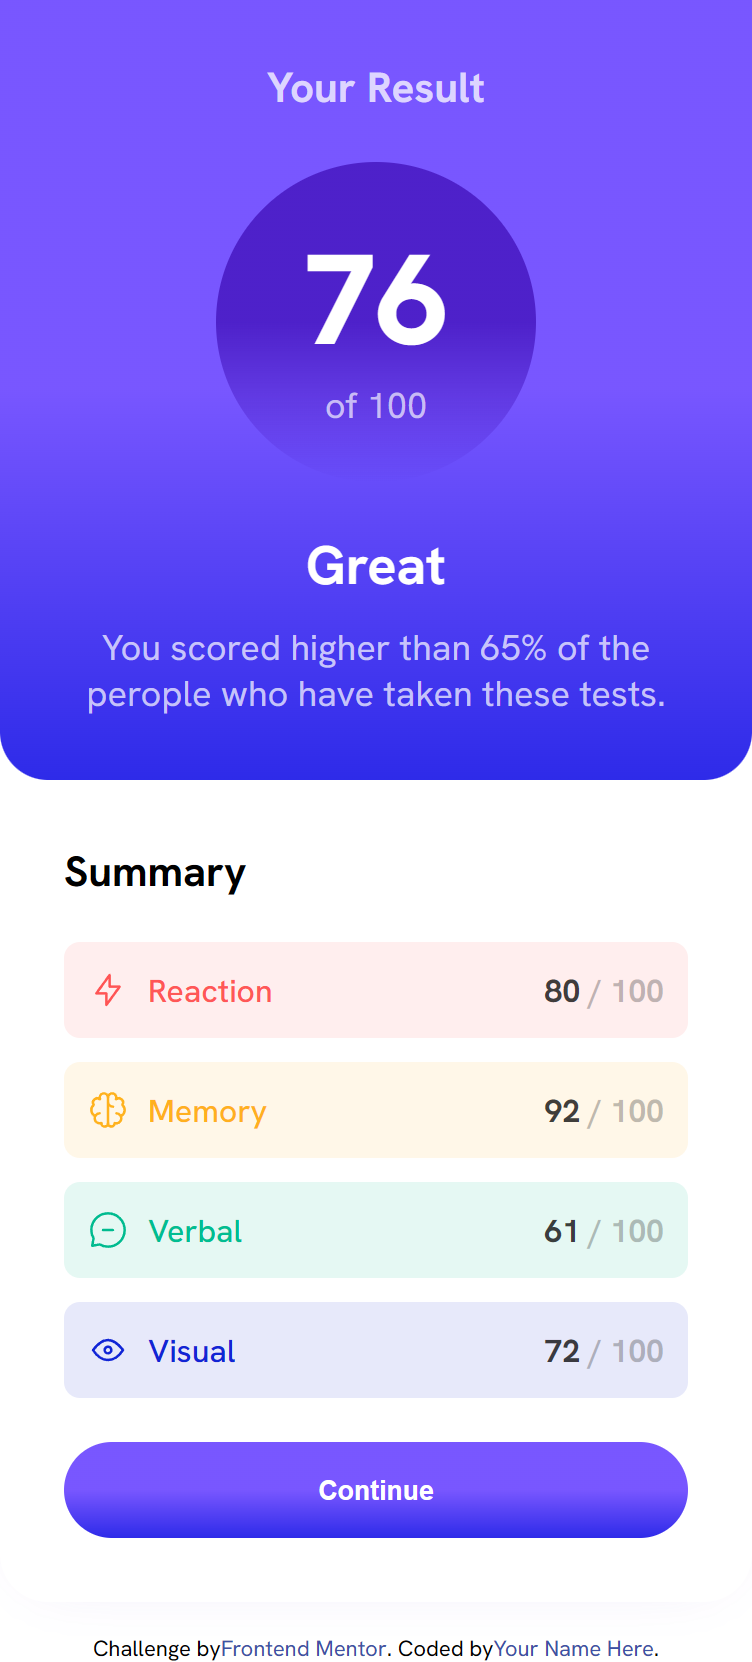 Your Result
76
of 100
Great
You scored higher than 65% of the
perople who have taken these tests.
Summary
Reaction 80 / 100
Memory 92 / 100
Verbal 61 / 100
Visual 72 / 100
Continue
Challenge byFrontend Mentor. Coded byYour Name Here.